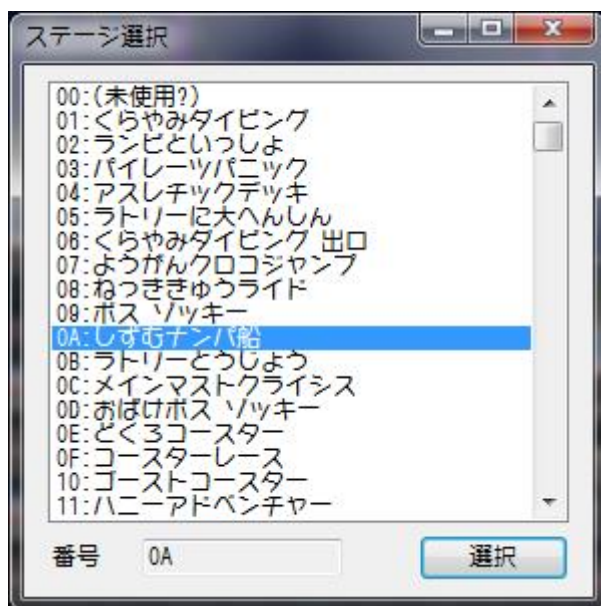 ステージ選択
00:(未使用?)
01:くらやみダイビング
02:ランビといっしょ
03:パイレーツパニック
04:アスレチックデッキ
05:ラトリーに大へんしん
06:くらやみダイビング 出口
07:ようがんクロコジャンプ
08:ねつききゅうライド
09:ボス ゾッキー
0A:しずむナンパ船
0B:ラトリーとうじょう
0C:メインマストクライシス
0D:おばけボス ゾッキー
0E:どくろコースター
0F:コースターレース
10:ゴーストコースター
11:ハニーアドベンチャー
番号 0A 選択